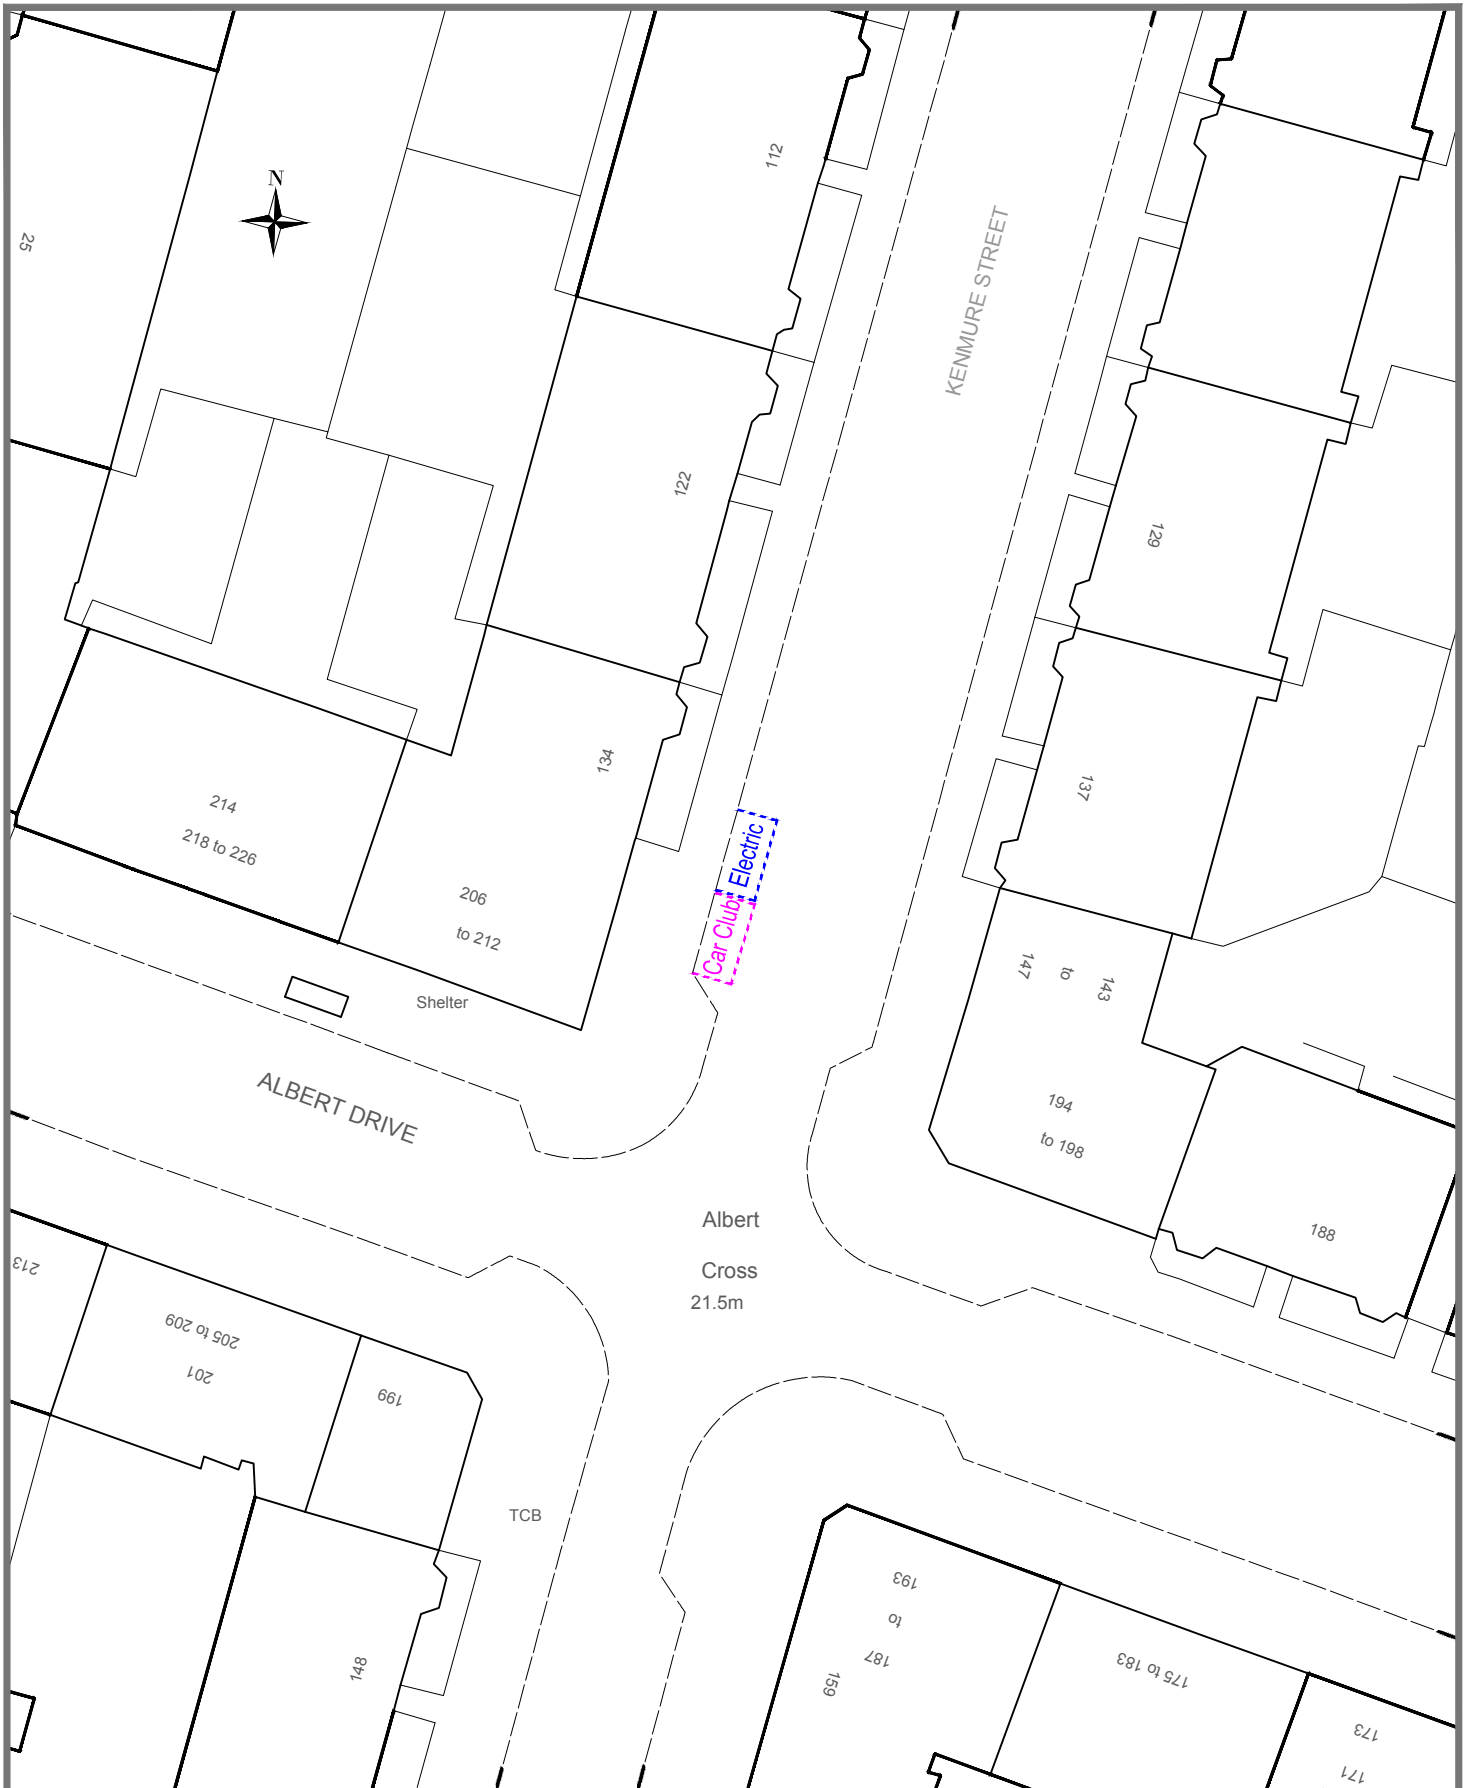 112
N
25
KENMURE STREET
122
129
134
137
214
218 to 226
Electric
206
to 212
Car Club
147
to
143
Shelter
ALBERT DRIVE
194
to 198
Albert
Cross
21.5m
188
213
205 to 209
201
199
TCB
148
193
to
187
159
175 to 183
173
171